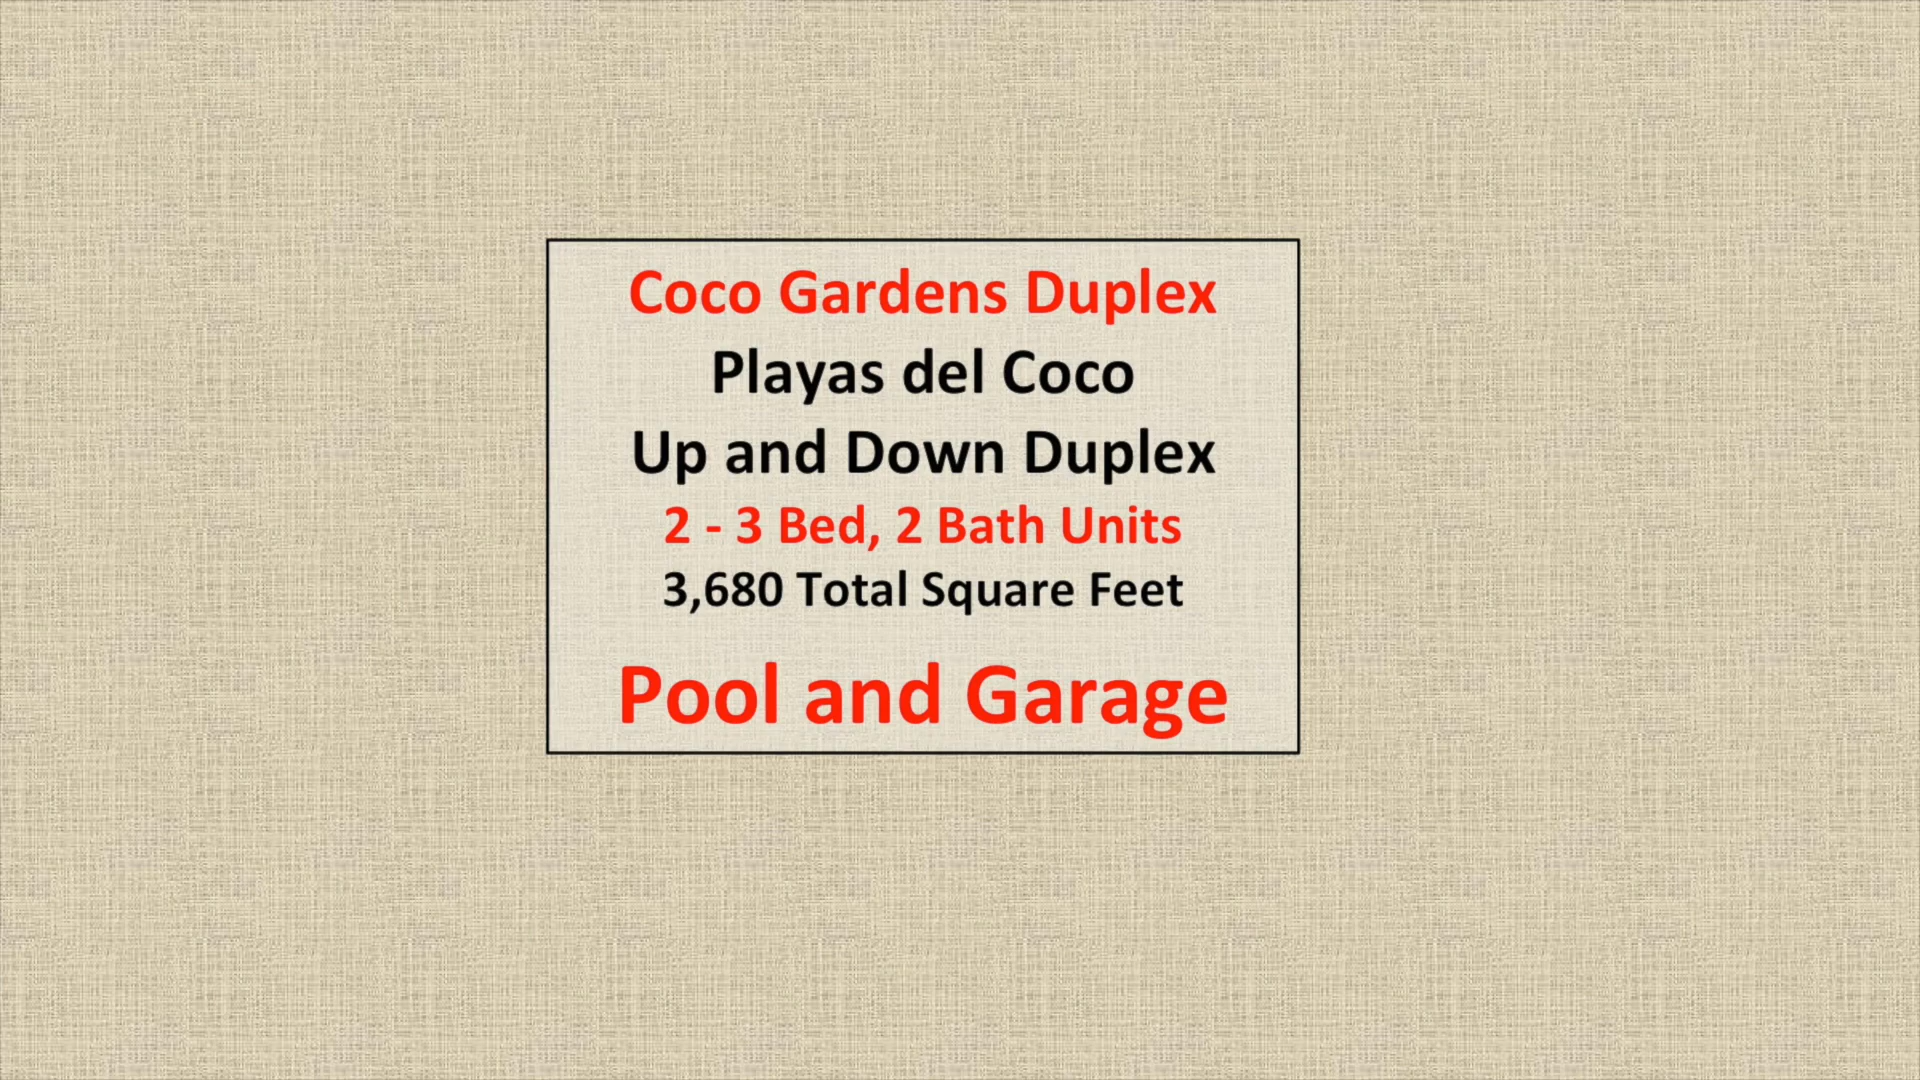 Coco Gardens Duplex
Playas del Coco
Up and Down Duplex
2 - 3 Bed, 2 Bath Units
3,680 Total Square Feet
Pool and Garage